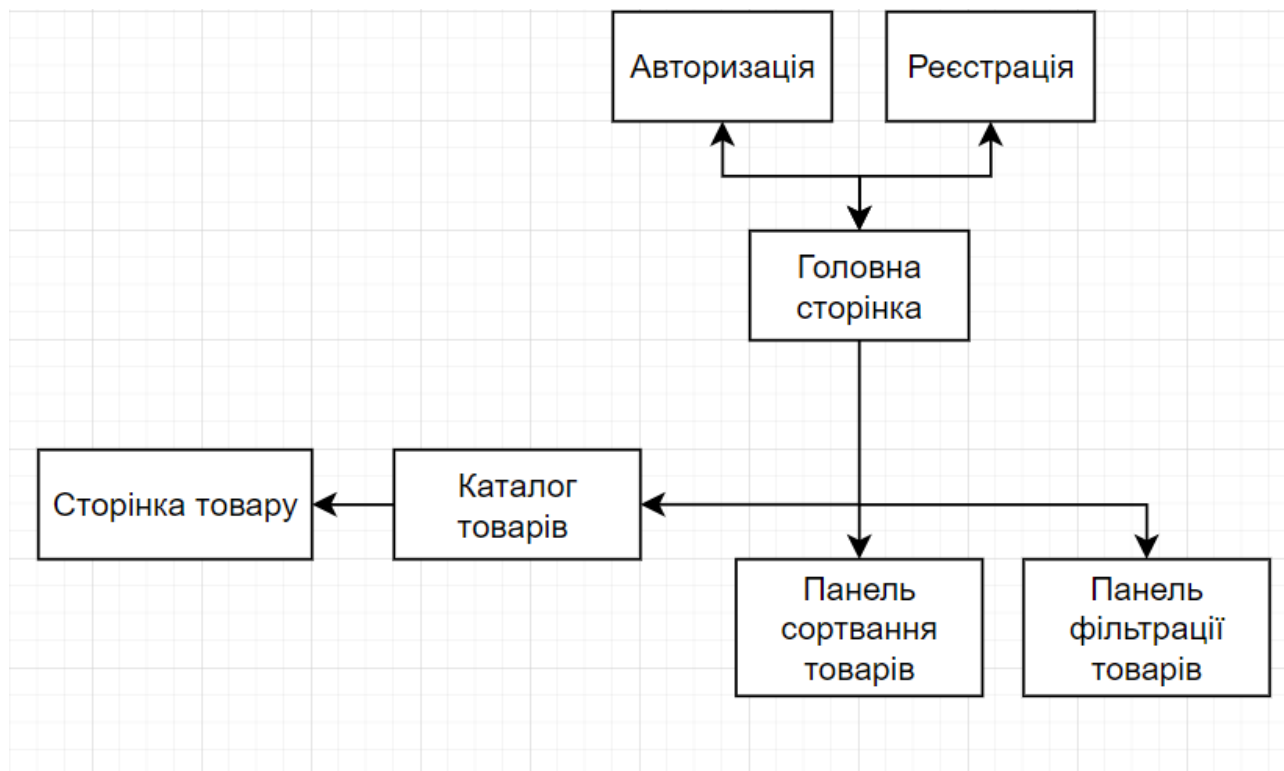 Авторизація
Реєстрація
Головна
сторінка
Сторінка товару
Каталог
товарів
Панель
сортвання
товарів
Панель
фільтрації
товарів